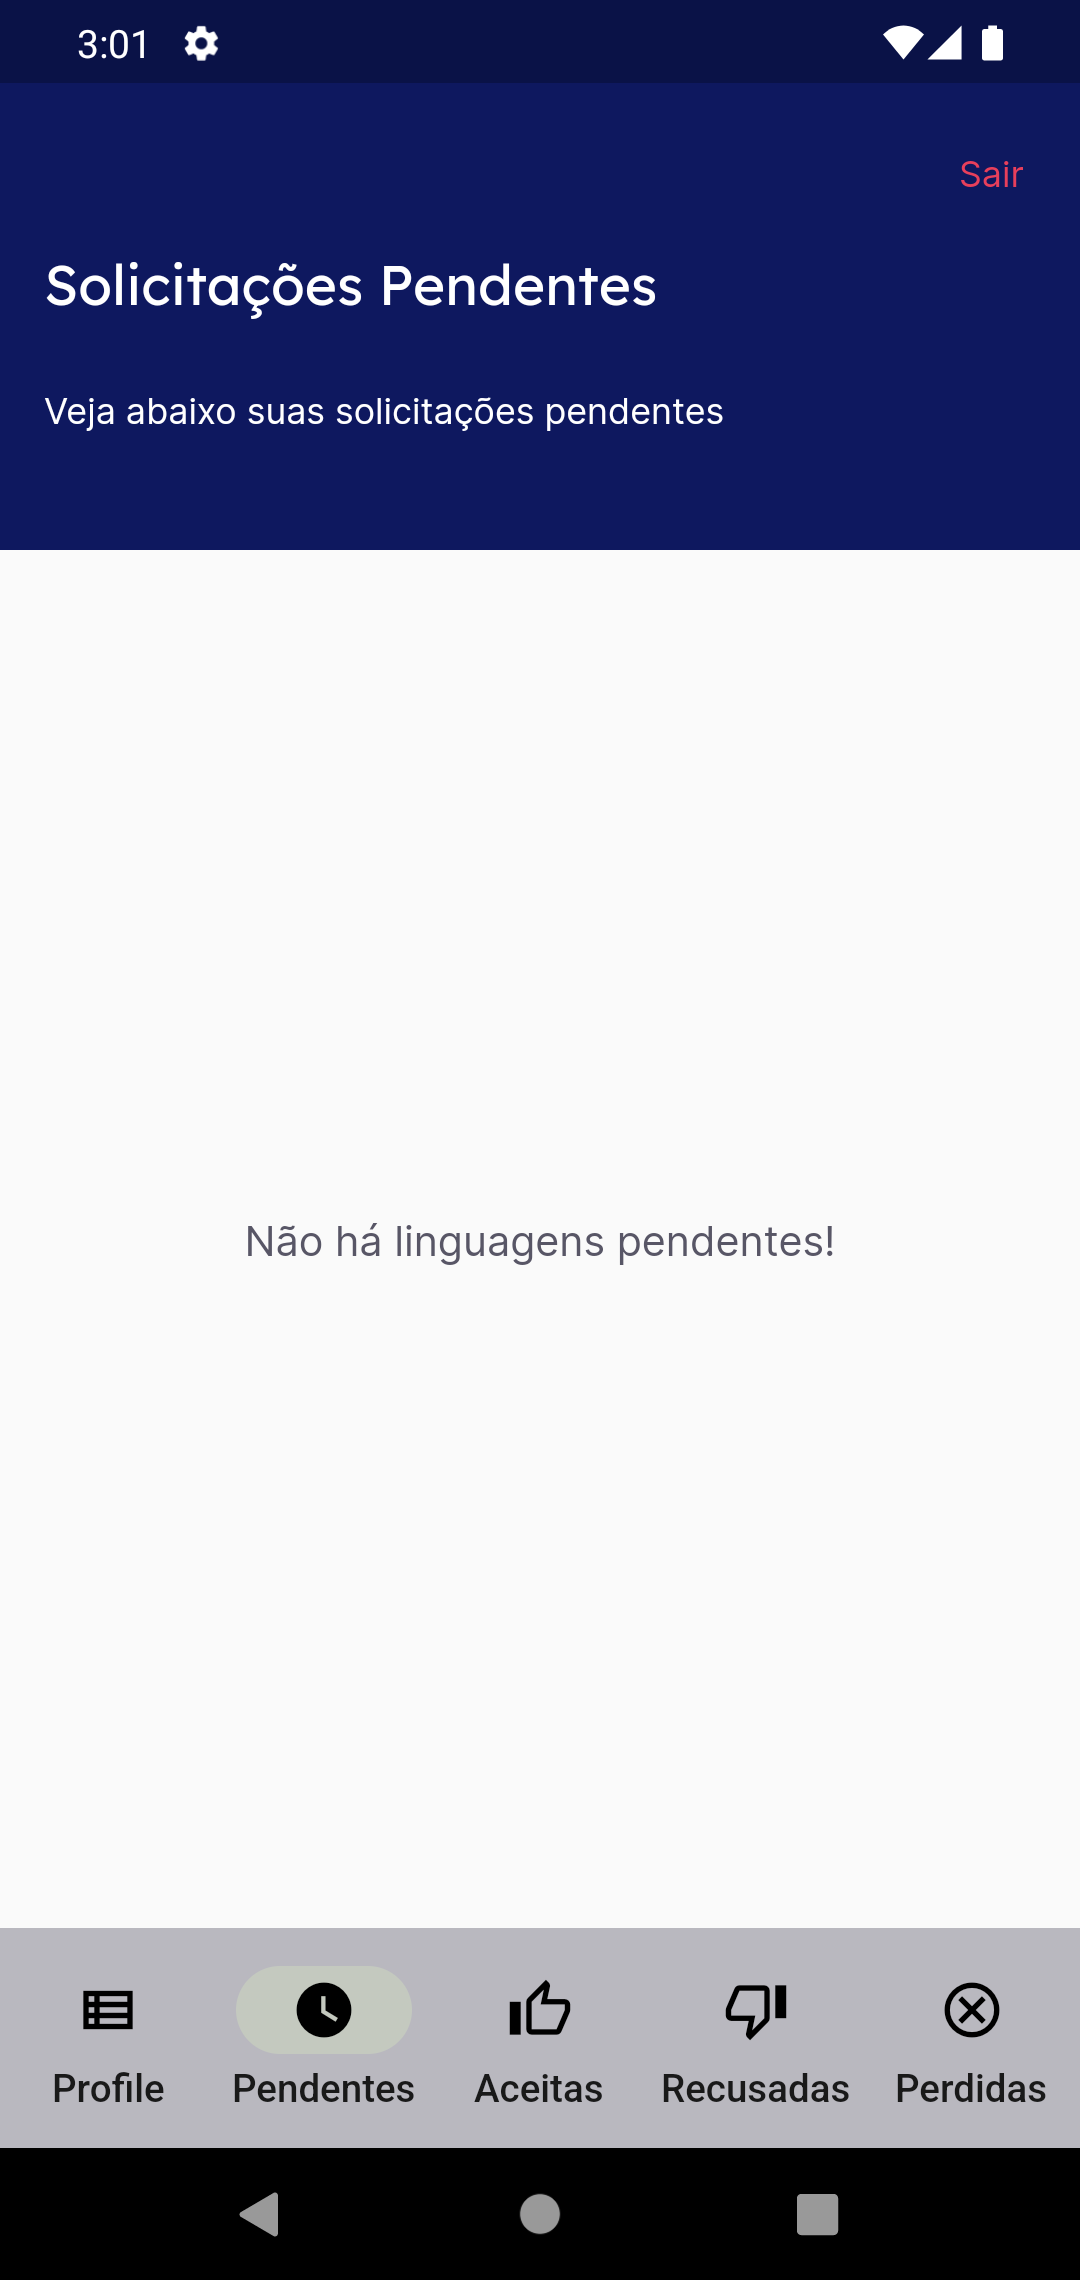 3:01
Sair
Solicitações Pendentes
Veja abaixo suas solicitações pendentes
Não há linguagens pendentes!
Profile
Pendentes
Aceitas
Recusadas
Perdidas